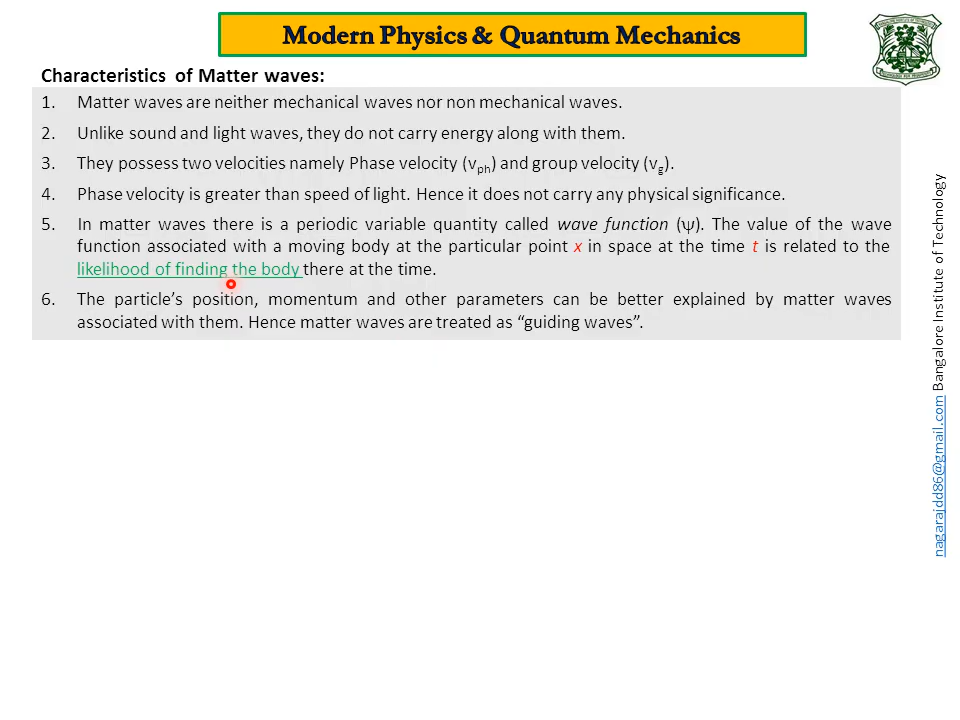 Modern Physics & Quantum Mechanics
Characteristics of Matter waves:
1. Matter waves are neither mechanical waves nor non mechanical waves.
2. Unlike sound and light waves, they do not carry energy along with them.
3. They possess two velocities namely Phase velocity (vph) and group velocity (vg).
4. Phase velocity is greater than speed of light. Hence it does not carry any physical significance.
5. In matter waves there is a periodic variable quantity called wave function (ψ). The value of the wave
function associated with a moving body at the particular point x in space at the time t is related to the
likelihood of finding the body there at the time.
6. The particle's position, momentum and other parameters can be better explained by matter waves
associated with them. Hence matter waves are treated as “guiding waves”.
nagarajdd86@gmail.com Bangalore Institute of Technology